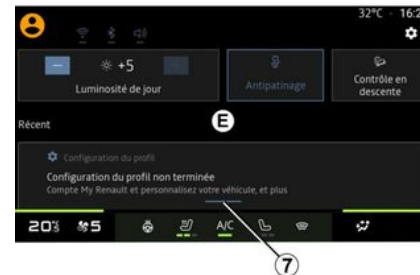 32°C · 16:2
— +5
Luminosité de jour
Antipatinage
Contrôle en
descente
Récent
E
Configuration du profil
Configuration du profil non terminée
Compte My Renault et personnalisez votre véhicule, et plus
20 5 A/C
7